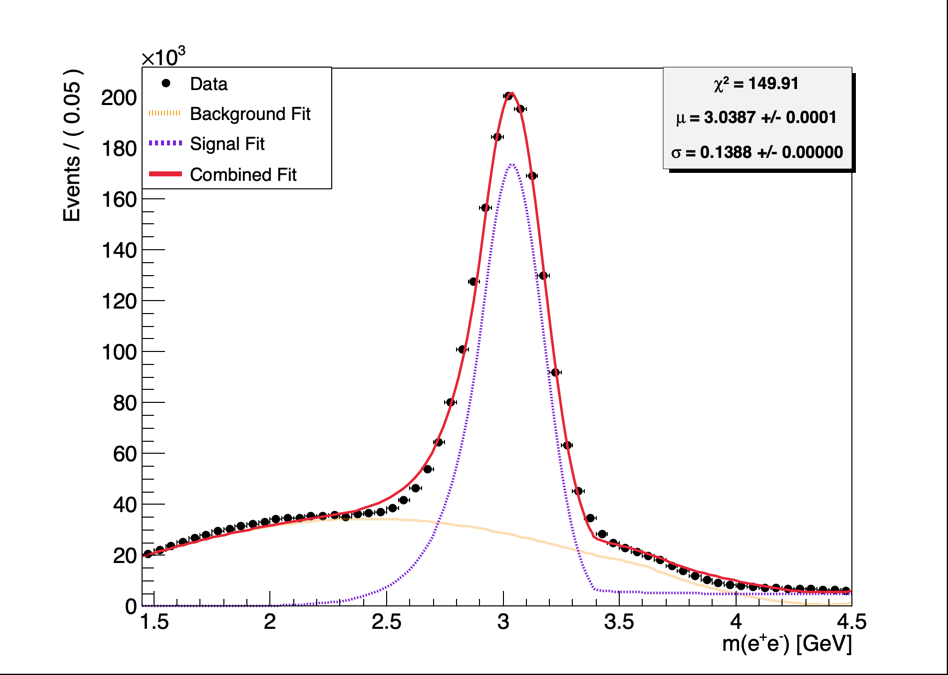 ×10³
Events / ( 0.05 )
200
180
160
140
120
100
80
60
40
20
0
Data
Background Fit
Signal Fit
Combined Fit
χ² = 149.91
μ = 3.0387 +/- 0.0001
σ = 0.1388 +/- 0.00000
1.5 2 2.5 3 3.5 4 4.5
m(e⁺e⁻) [GeV]